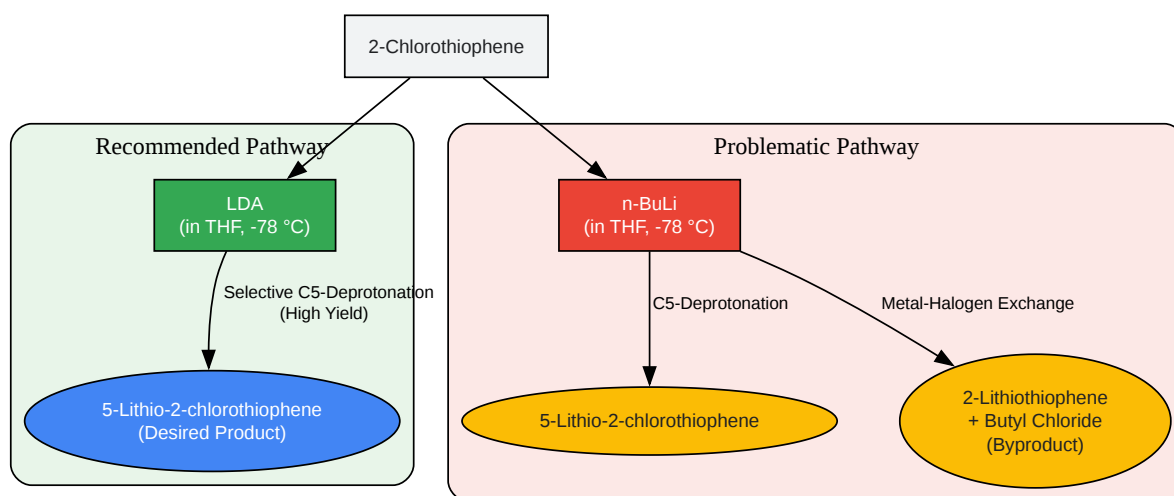 2-Chlorothiophene
Recommended Pathway
Problematic Pathway
LDA
(in THF, -78 °C)
n-BuLi
(in THF, -78 °C)
Selective C5-Deprotonation
(High Yield)
C5-Deprotonation
Metal-Halogen Exchange
5-Lithio-2-chlorothiophene
(Desired Product)
5-Lithio-2-chlorothiophene
2-Lithiothiophene
+ Butyl Chloride
(Byproduct)